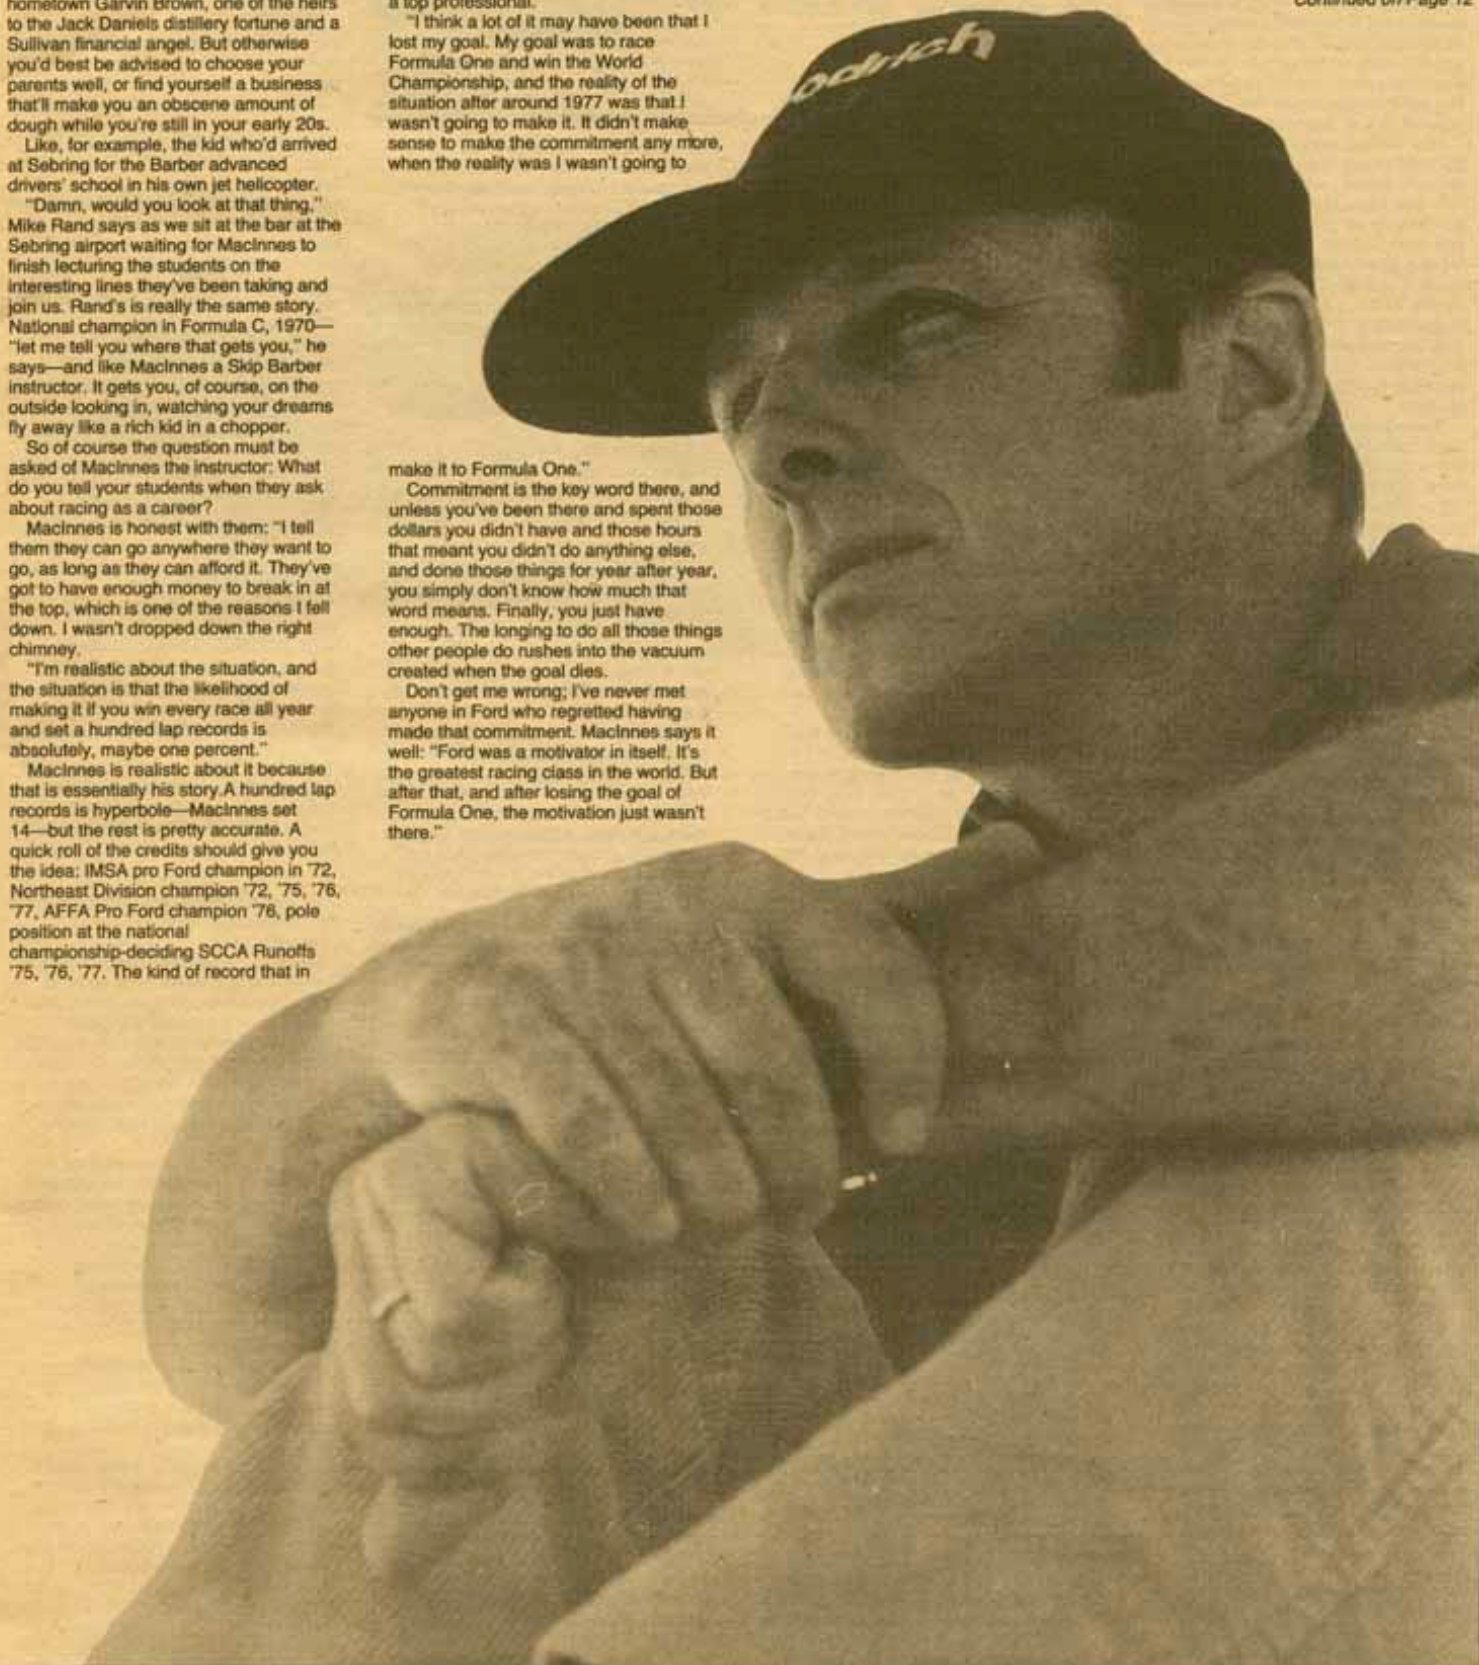 hometown Garvin Brown, one of the heirs
to the Jack Daniels distillery fortune and a
Sullivan financial angel. But otherwise
you'd best be advised to choose your
parents well, or find yourself a business
that'll make you an obscene amount of
dough while you're still in your early 20s.
Like, for example, the kid who'd arrived
at Sebring for the Barber advanced
drivers' school in his own jet helicopter.
"Damn, would you look at that thing,"
Mike Rand says as we sit at the bar at the
Sebring airport waiting for MacInnes to
finish lecturing the students on the
interesting lines they've been taking and
join us. Rand's is really the same story.
National champion in Formula C, 1970—
"let me tell you where that gets you," he
says—and like MacInnes a Skip Barber
instructor. It gets you, of course, on the
outside looking in, watching your dreams
fly away like a rich kid in a chopper.
So of course the question must be
asked of MacInnes the instructor: What
do you tell your students when they ask
about racing as a career?
MacInnes is honest with them: "I tell
them they can go anywhere they want to
go, as long as they can afford it. They've
got to have enough money to break in at
the top, which is one of the reasons I fell
down. I wasn't dropped down the right
chimney.
"I'm realistic about the situation, and
the situation is that the likelihood of
making it if you win every race all year
and set a hundred lap records is
absolutely, maybe one percent."
MacInnes is realistic about it because
that is essentially his story.A hundred lap
records is hyperbole—MacInnes set
14—but the rest is pretty accurate. A
quick roll of the credits should give you
the idea: IMSA pro Ford champion in '72,
Northeast Division champion '72, '75, '76,
'77, AFFA Pro Ford champion '76, pole
position at the national
championship-deciding SCCA Runoffs
'75, '76, '77. The kind of record that in
a top professional.
"I think a lot of it may have been that I
lost my goal. My goal was to race
Formula One and win the World
Championship, and the reality of the
situation after around 1977 was that I
wasn't going to make it. It didn't make
sense to make the commitment any more,
when the reality was I wasn't going to
make it to Formula One."
Commitment is the key word there, and
unless you've been there and spent those
dollars you didn't have and those hours
that meant you didn't do anything else,
and done those things for year after year,
you simply don't know how much that
word means. Finally, you just have
enough. The longing to do all those things
other people do rushes into the vacuum
created when the goal dies.
Don't get me wrong; I've never met
anyone in Ford who regretted having
made that commitment. MacInnes says it
well: "Ford was a motivator in itself. It's
the greatest racing class in the world. But
after that, and after losing the goal of
Formula One, the motivation just wasn't
there."
Continued on Page 12
odrich